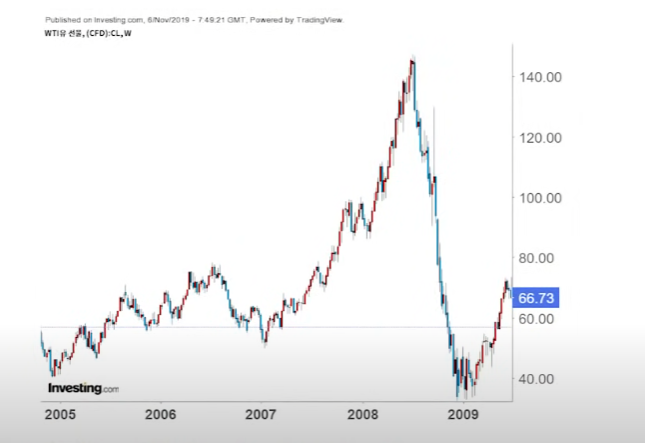 Published on Investing.com, 6/Nov/2019 - 7:49:21 GMT, Powered by TradingView.
WTI유 선물, (CFD):CL,W
140.00
120.00
100.00
80.00
66.73
60.00
40.00
Investing.com
2005 2006 2007 2008 2009